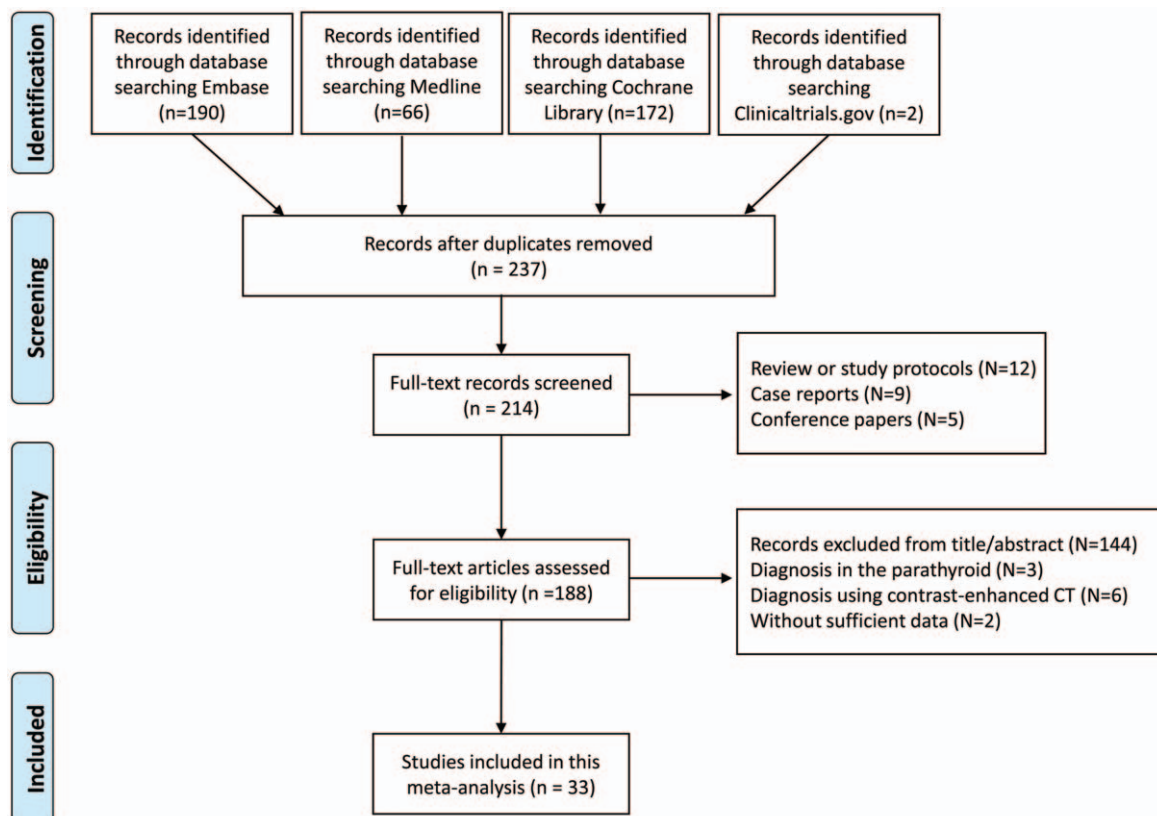 Identification
Records identified
through database
searching Embase
(n=190)
Records identified
through database
searching Medline
(n=66)
Records identified
through database
searching Cochrane
Library (n=172)
Records identified
through database
searching
Clinicaltrials.gov (n=2)
Screening
Records after duplicates removed
(n = 237)
Full-text records screened
(n = 214)
Review or study protocols (N=12)
Case reports (N=9)
Conference papers (N=5)
Eligibility
Full-text articles assessed
for eligibility (n =188)
Records excluded from title/abstract (N=144)
Diagnosis in the parathyroid (N=3)
Diagnosis using contrast-enhanced CT (N=6)
Without sufficient data (N=2)
Included
Studies included in this
meta-analysis (n = 33)